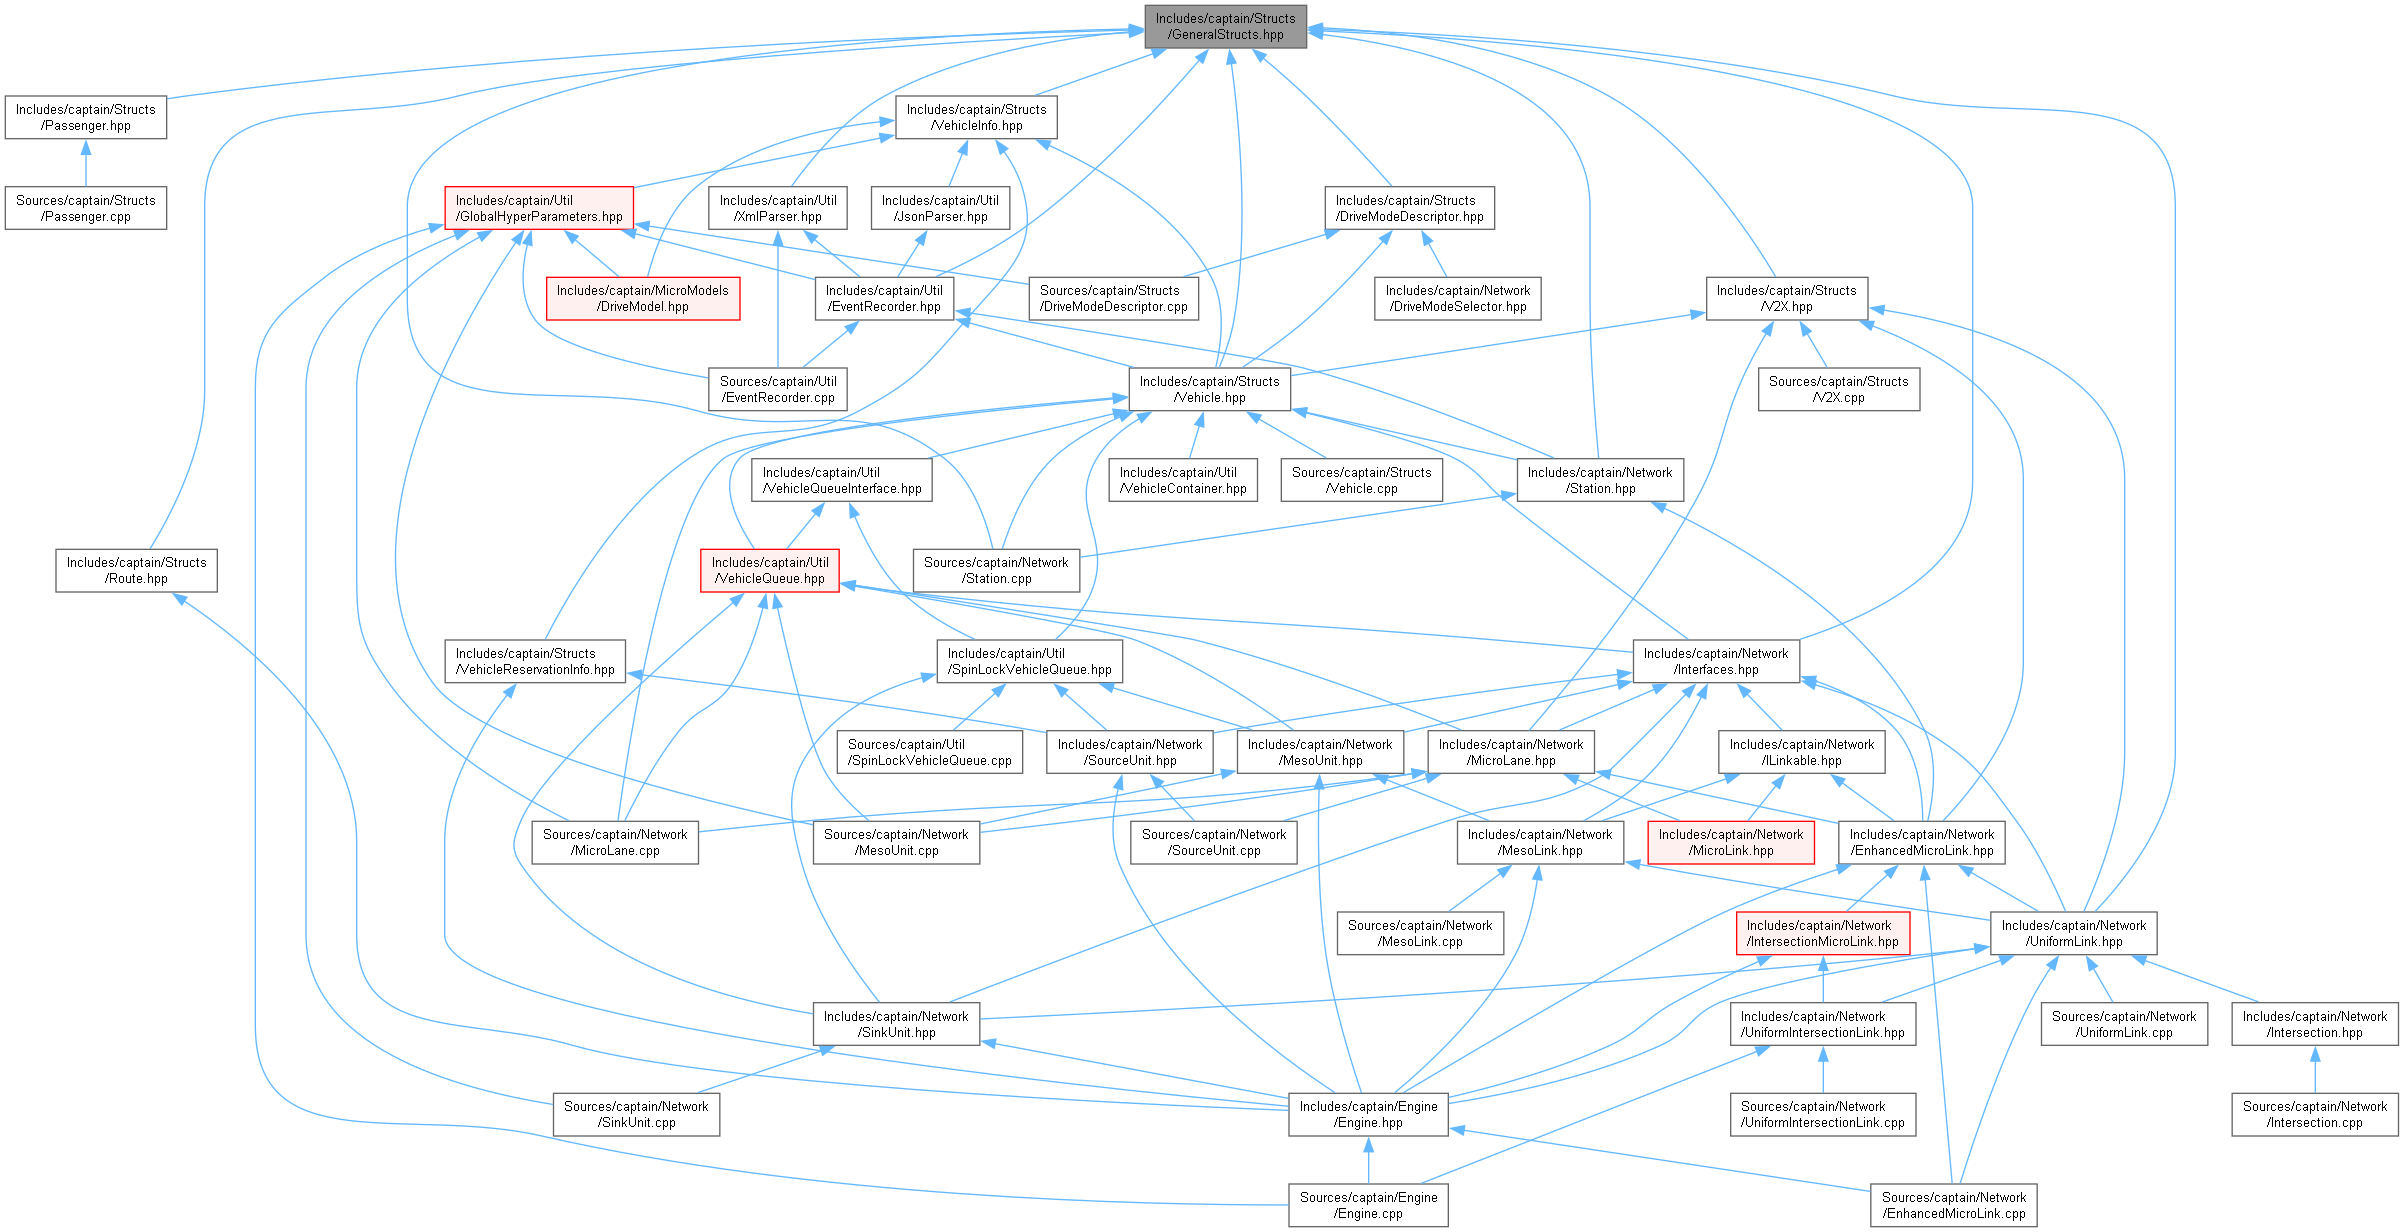 Includes/captain/Structs
/GeneralStructs.hpp
Includes/captain/Structs
/Passenger.hpp
Includes/captain/Structs
/VehicleInfo.hpp
Sources/captain/Structs
/Passenger.cpp
Includes/captain/Util
/GlobalHyperParameters.hpp
Includes/captain/Util
/XmlParser.hpp
Includes/captain/Util
/JsonParser.hpp
Includes/captain/Structs
/DriveModeDescriptor.hpp
Includes/captain/MicroModels
/DriveModel.hpp
Includes/captain/Util
/EventRecorder.hpp
Sources/captain/Structs
/DriveModeDescriptor.cpp
Includes/captain/Network
/DriveModeSelector.hpp
Includes/captain/Structs
/V2X.hpp
Sources/captain/Util
/EventRecorder.cpp
Includes/captain/Structs
/Vehicle.hpp
Sources/captain/Structs
/V2X.cpp
Includes/captain/Util
/VehicleQueueInterface.hpp
Includes/captain/Util
/VehicleContainer.hpp
Sources/captain/Structs
/Vehicle.cpp
Includes/captain/Network
/Station.hpp
Includes/captain/Structs
/Route.hpp
Includes/captain/Util
/VehicleQueue.hpp
Sources/captain/Network
/Station.cpp
Includes/captain/Structs
/VehicleReservationInfo.hpp
Includes/captain/Util
/SpinLockVehicleQueue.hpp
Includes/captain/Network
/Interfaces.hpp
Sources/captain/Util
/SpinLockVehicleQueue.cpp
Includes/captain/Network
/SourceUnit.hpp
Includes/captain/Network
/MesoUnit.hpp
Includes/captain/Network
/MicroLane.hpp
Includes/captain/Network
/ILinkable.hpp
Sources/captain/Network
/MicroLane.cpp
Sources/captain/Network
/MesoUnit.cpp
Sources/captain/Network
/SourceUnit.cpp
Includes/captain/Network
/MesoLink.hpp
Includes/captain/Network
/MicroLink.hpp
Includes/captain/Network
/EnhancedMicroLink.hpp
Sources/captain/Network
/MesoLink.cpp
Includes/captain/Network
/IntersectionMicroLink.hpp
Includes/captain/Network
/UniformLink.hpp
Includes/captain/Network
/SinkUnit.hpp
Includes/captain/Network
/UniformIntersectionLink.hpp
Sources/captain/Network
/UniformLink.cpp
Includes/captain/Network
/Intersection.hpp
Sources/captain/Network
/SinkUnit.cpp
Includes/captain/Engine
/Engine.hpp
Sources/captain/Network
/UniformIntersectionLink.cpp
Sources/captain/Network
/Intersection.cpp
Sources/captain/Engine
/Engine.cpp
Sources/captain/Network
/EnhancedMicroLink.cpp